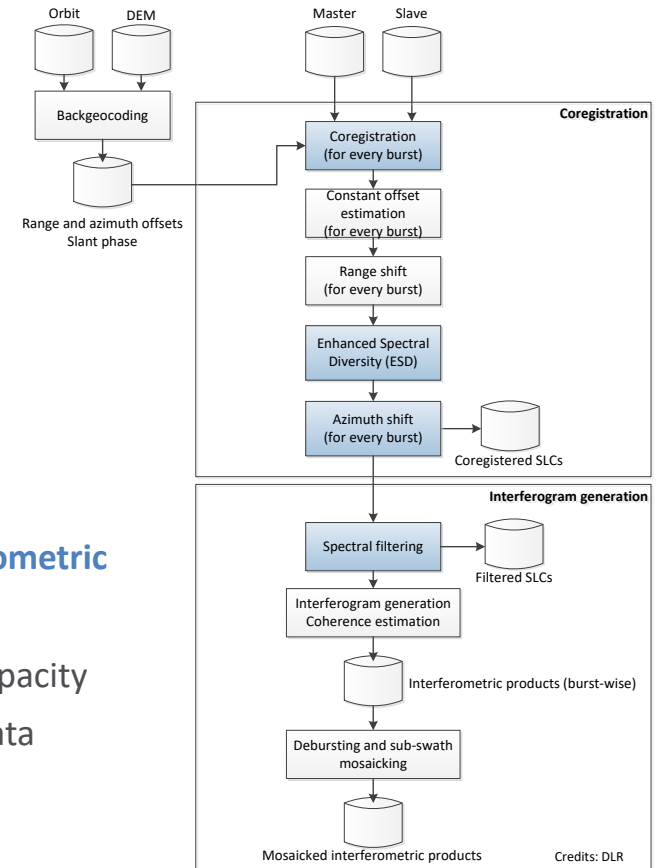 Orbit
DEM
Master
Slave
Backgeocoding
Range and azimuth offsets
Slant phase
Coregistration
Coregistration
(for every burst)
Constant offset
estimation
(for every burst)
Range shift
(for every burst)
Enhanced Spectral
Diversity (ESD)
Azimuth shift
(for every burst)
Coregistered SLCs
Interferogram generation
Spectral filtering
Filtered SLCs
Interferogram generation
Coherence estimation
Interferometric products (burst-wise)
Debursting and sub-swath
mosaicking
Mosaicked interferometric products
Credits: DLR